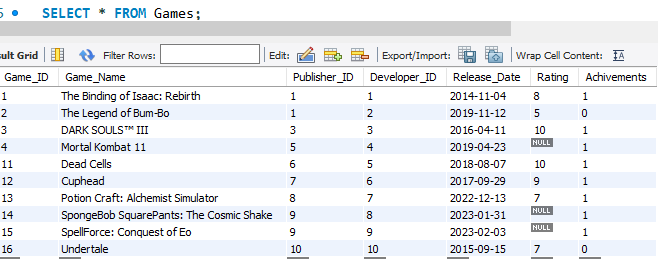 5 SELECT * FROM Games;
sult Grid Filter Rows: Edit: Export/Import: Wrap Cell Content: IA
Game_ID Game_Name Publisher_ID Developer_ID Release_Date Rating Achivements
1 The Binding of Isaac: Rebirth 1 1 2014-11-04 8 1
2 The Legend of Bum-Bo 1 2 2019-11-12 5 0
3 DARK SOULS™ III 3 3 2016-04-11 10 1
4 Mortal Kombat 11 5 4 2019-04-23 NULL 1
11 Dead Cells 6 5 2018-08-07 10 1
12 Cuphead 7 6 2017-09-29 9 1
13 Potion Craft: Alchemist Simulator 8 7 2022-12-13 7 1
14 SpongeBob SquarePants: The Cosmic Shake 9 8 2023-01-31 NULL 1
15 SpellForce: Conquest of Eo 9 9 2023-02-03 NULL 1
16 Undertale 10 10 2015-09-15 7 0